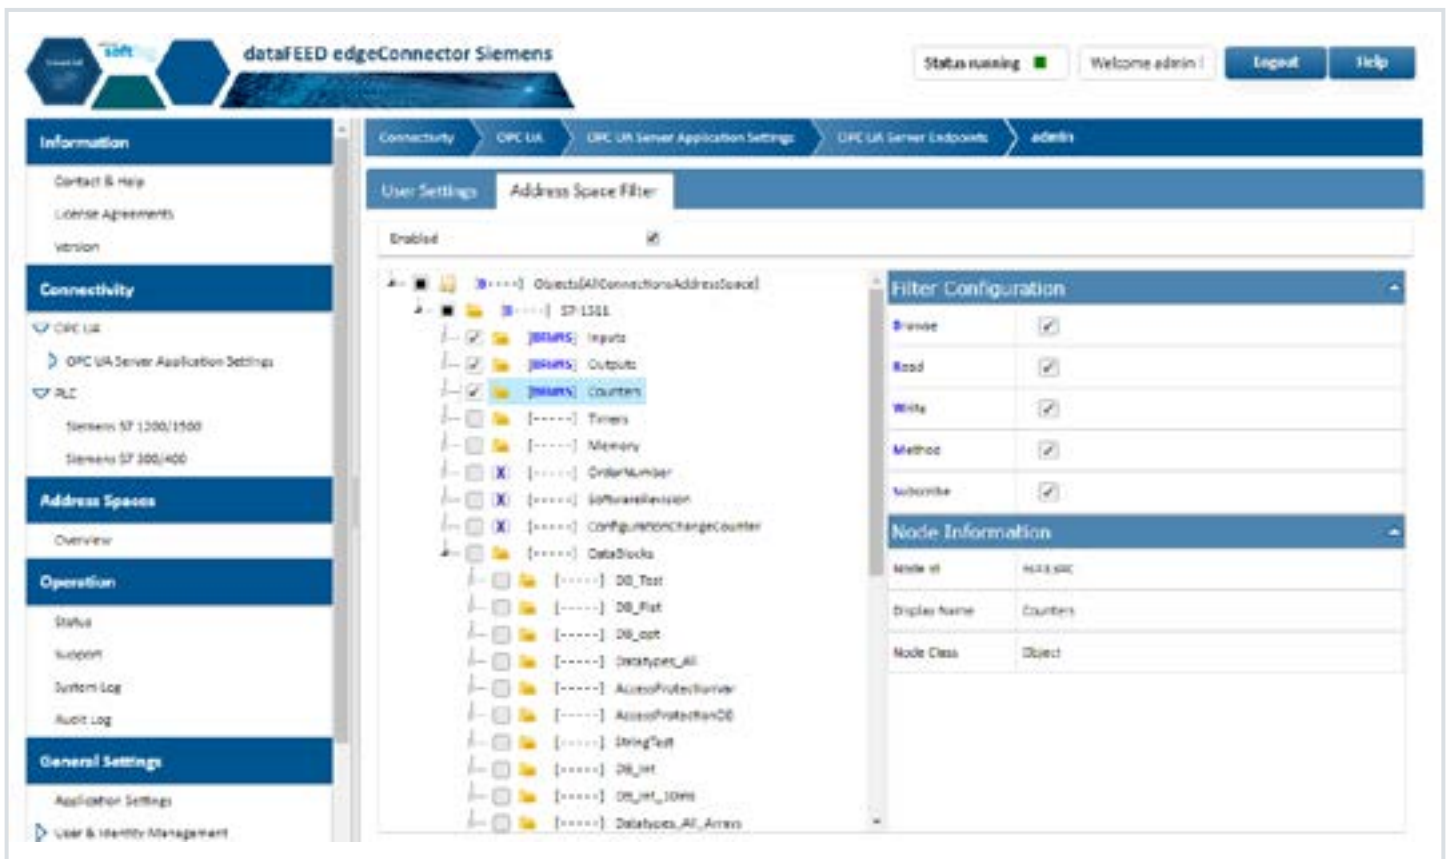 soft
dataFEED edgeConnector Siemens
Status running
Welcome admin !
Logout
Help
Information
Contact & Help
License Agreements
Version
Connectivity
OPC UA
OPC UA Server Application Settings
PLC
Siemens S7 1200/1500
Siemens S7 300/400
Address Spaces
Overview
Operation
Status
Support
System Log
Audit Log
General Settings
Application Settings
User & Identity Management
Connectivity
OPC UA
OPC UA Server Application Settings
OPC UA Server Endpoints
admin
User Settings
Address Space Filter
Enabled
[B----] Objects[AllConnectionsAddressSpace]
[B----]
[BRWMS] Inputs
[BRWMS] Outputs
[BRWMS] Counters
[-----] Timers
[-----] Memory
[-----] OrderNumber
[-----] SoftwareRevision
[-----] ConfigurationChangeCounter
[-----] DataBlocks
[-----] DB_Test
[-----] DB_Flat
[-----] DB_opt
[-----] Datatypes_All
[-----] AccessProtectionVar
[-----] AccessProtectionDB
[-----] StringTest
[-----] DB_Int
[-----] DB_Int_10ms
[-----] Datatypes_All_Arrays
Filter Configuration
Browse
Read
Write
Method
Subscribe
Node Information
Node Id
Display Name
Counters
Node Class
Object